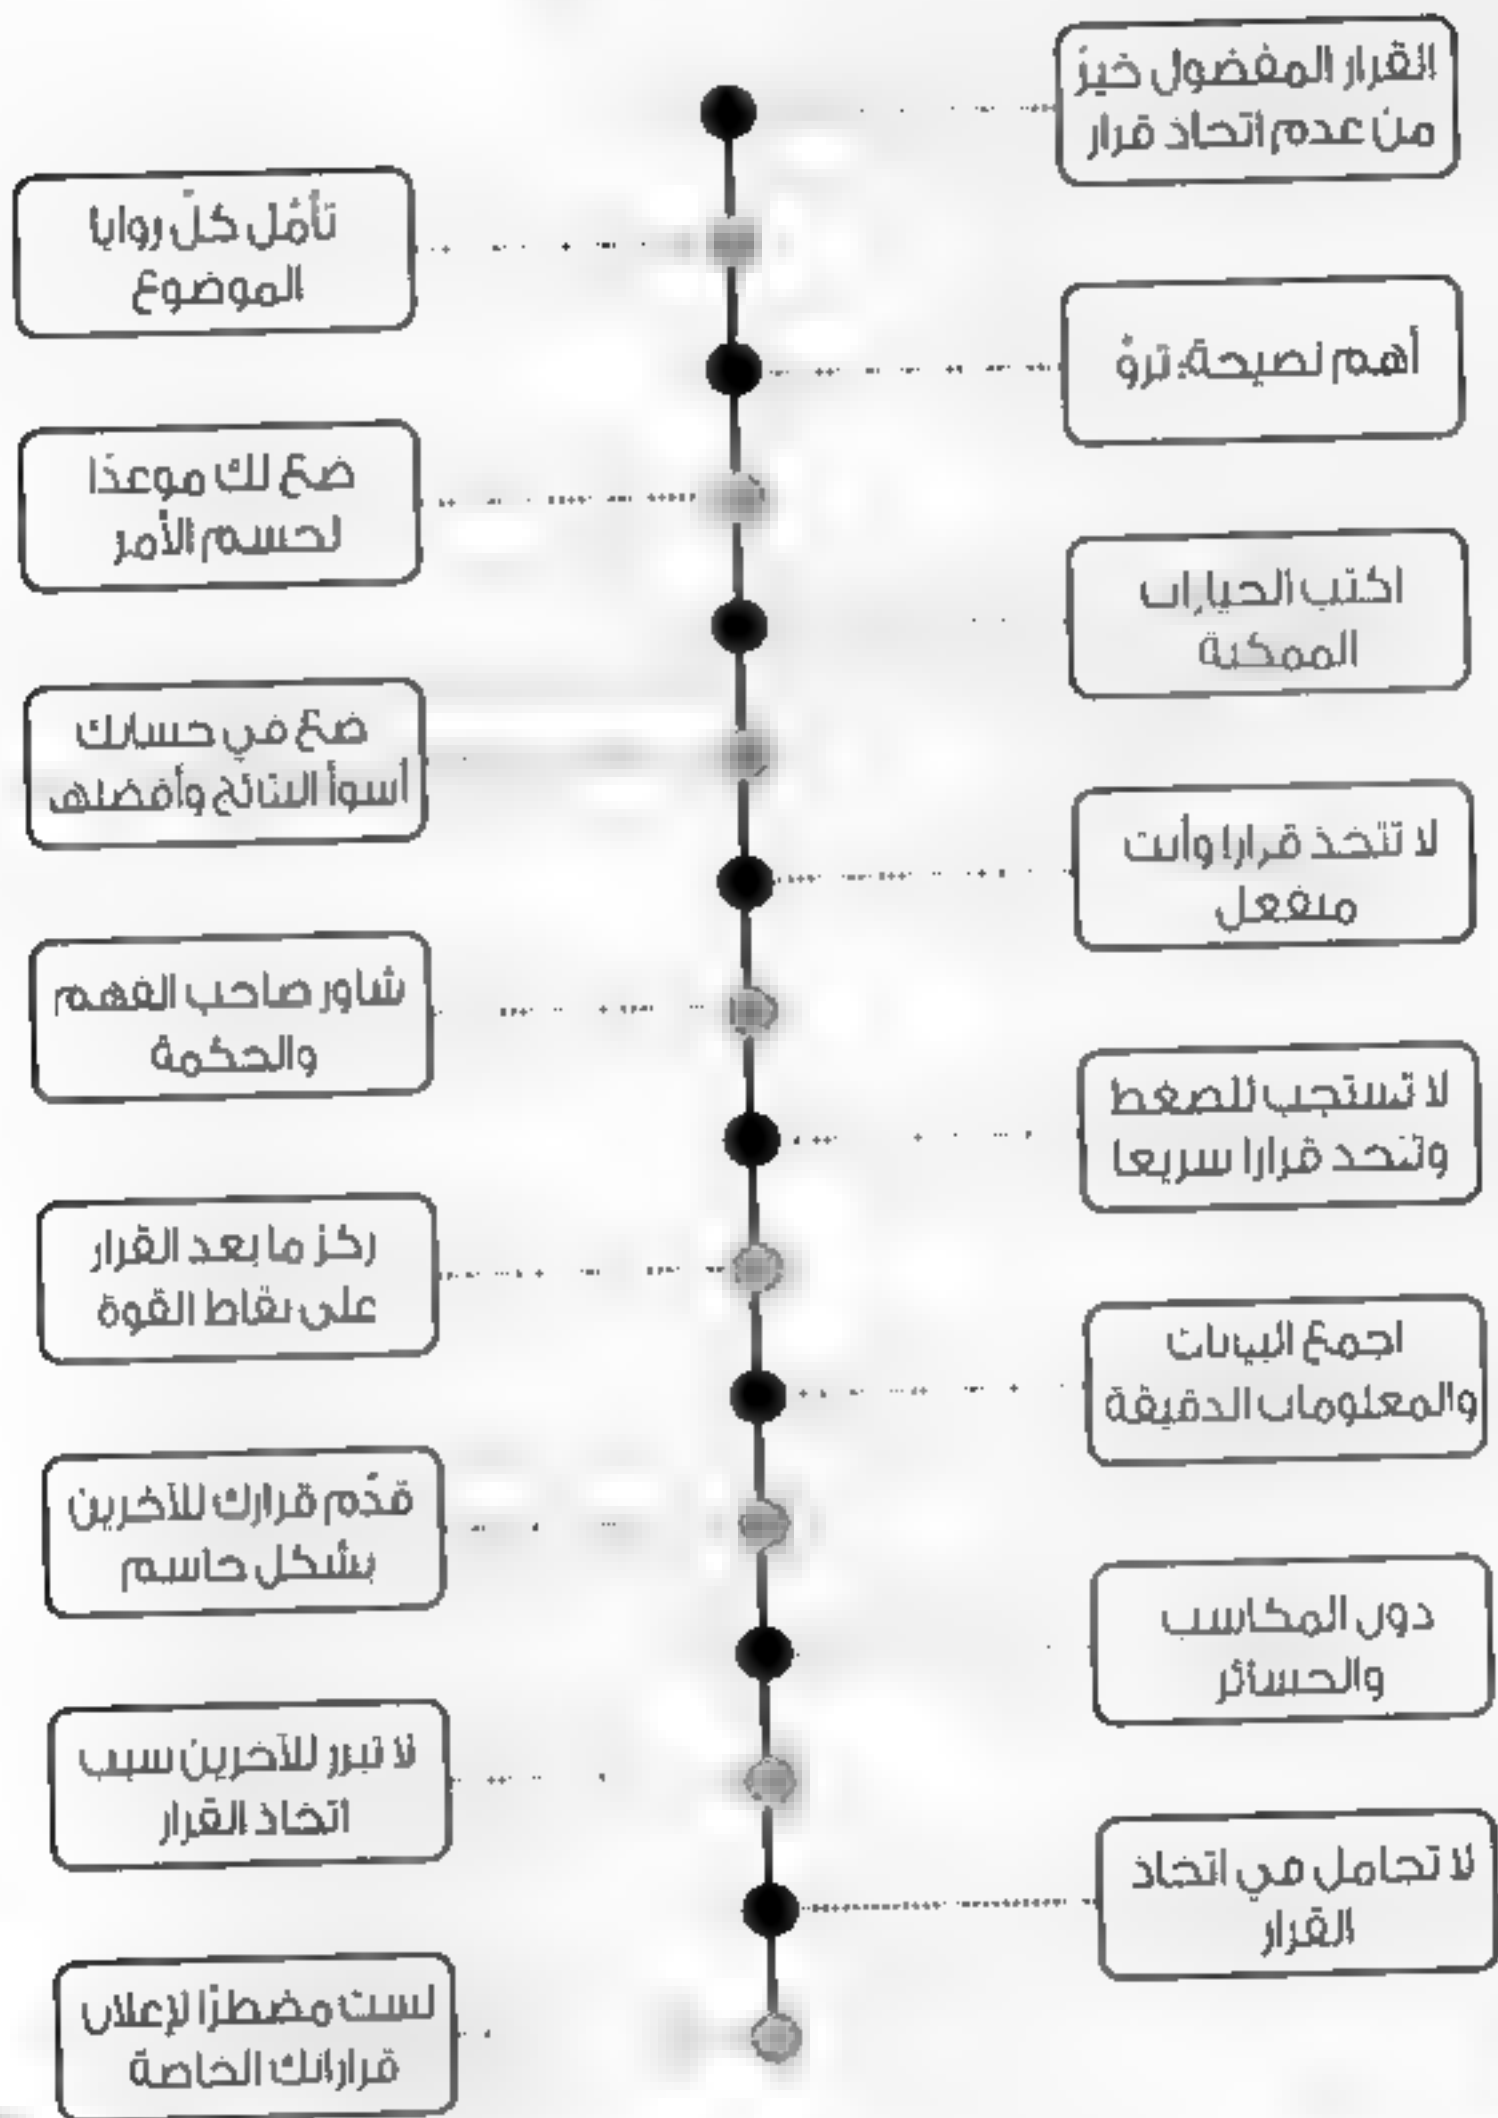 القرار المفضول خيرٌ
من عدم اتخاذ قرار
تأمّل كلّ زوايا
الموضوع
أهم نصيحة: تروَّ
ضع لك موعدًا
لحسم الأمر
اكتب الخيارات
الممكنة
ضع في حسابك
أسوأ النتائج وأفضلها
لا تتخذ قرارا وأنت
منفعل
شاور صاحب الفهم
والحكمة
لا تستجب للضغط
وتتخذ قرارا سريعا
ركز ما بعد القرار
على نقاط القوة
اجمع البيانات
والمعلومات الدقيقة
قدّم قرارك للآخرين
بشكل حاسم
دون المكاسب
والخسائر
لا تبرر للآخرين سبب
اتخاذ القرار
لا تجامل في اتخاذ
القرار
لست مضطرًا لإعلان
قراراتك الخاصة